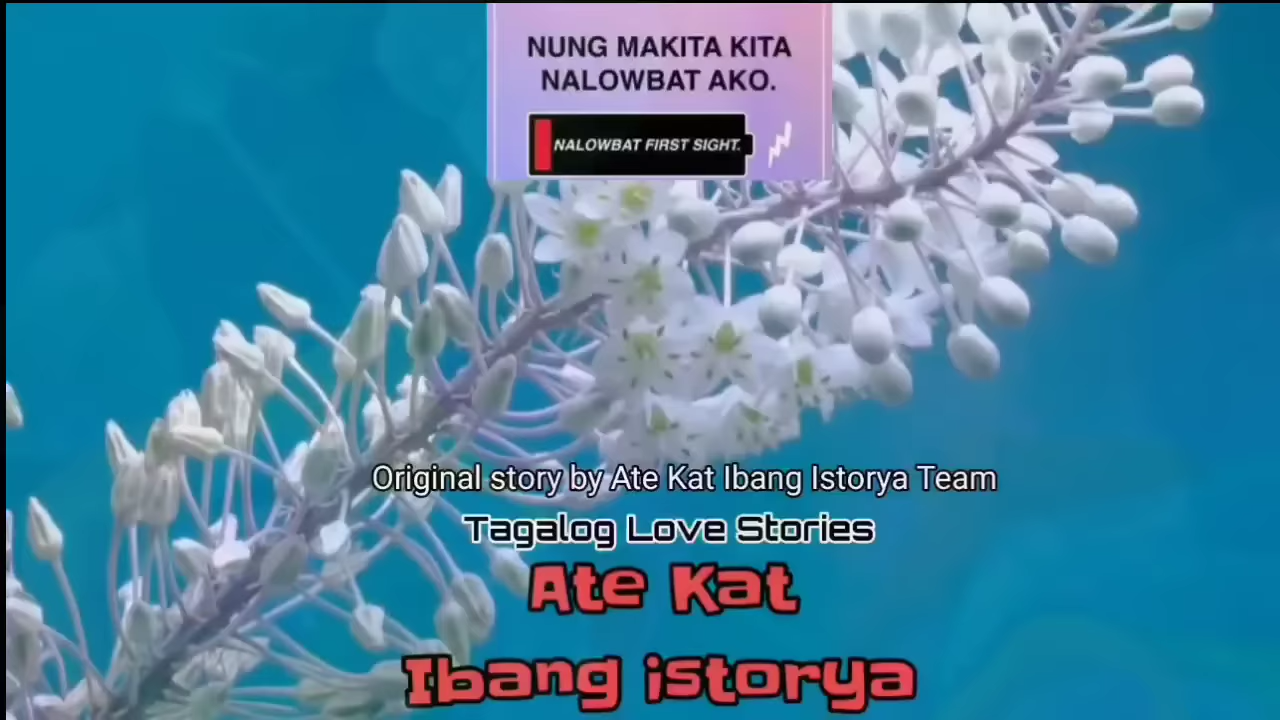 NUNG MAKITA KITA
NALOWBAT AKO.
NALOWBAT FIRST SIGHT.
Original story by Ate Kat Ibang Istorya Team
Tagalog Love Stories
Ate Kat
Ibang istorya